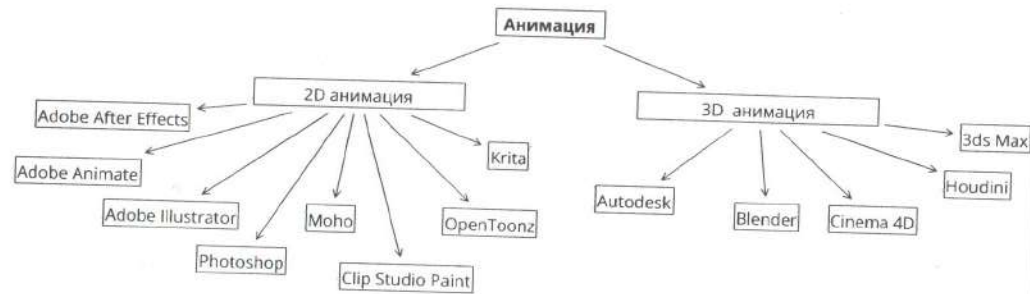 Анимация
2D анимация
3D анимация
Adobe After Effects
Adobe Animate
Adobe Illustrator
Photoshop
Moho
Clip Studio Paint
OpenToonz
Krita
Autodesk
Blender
Cinema 4D
Houdini
3ds Max